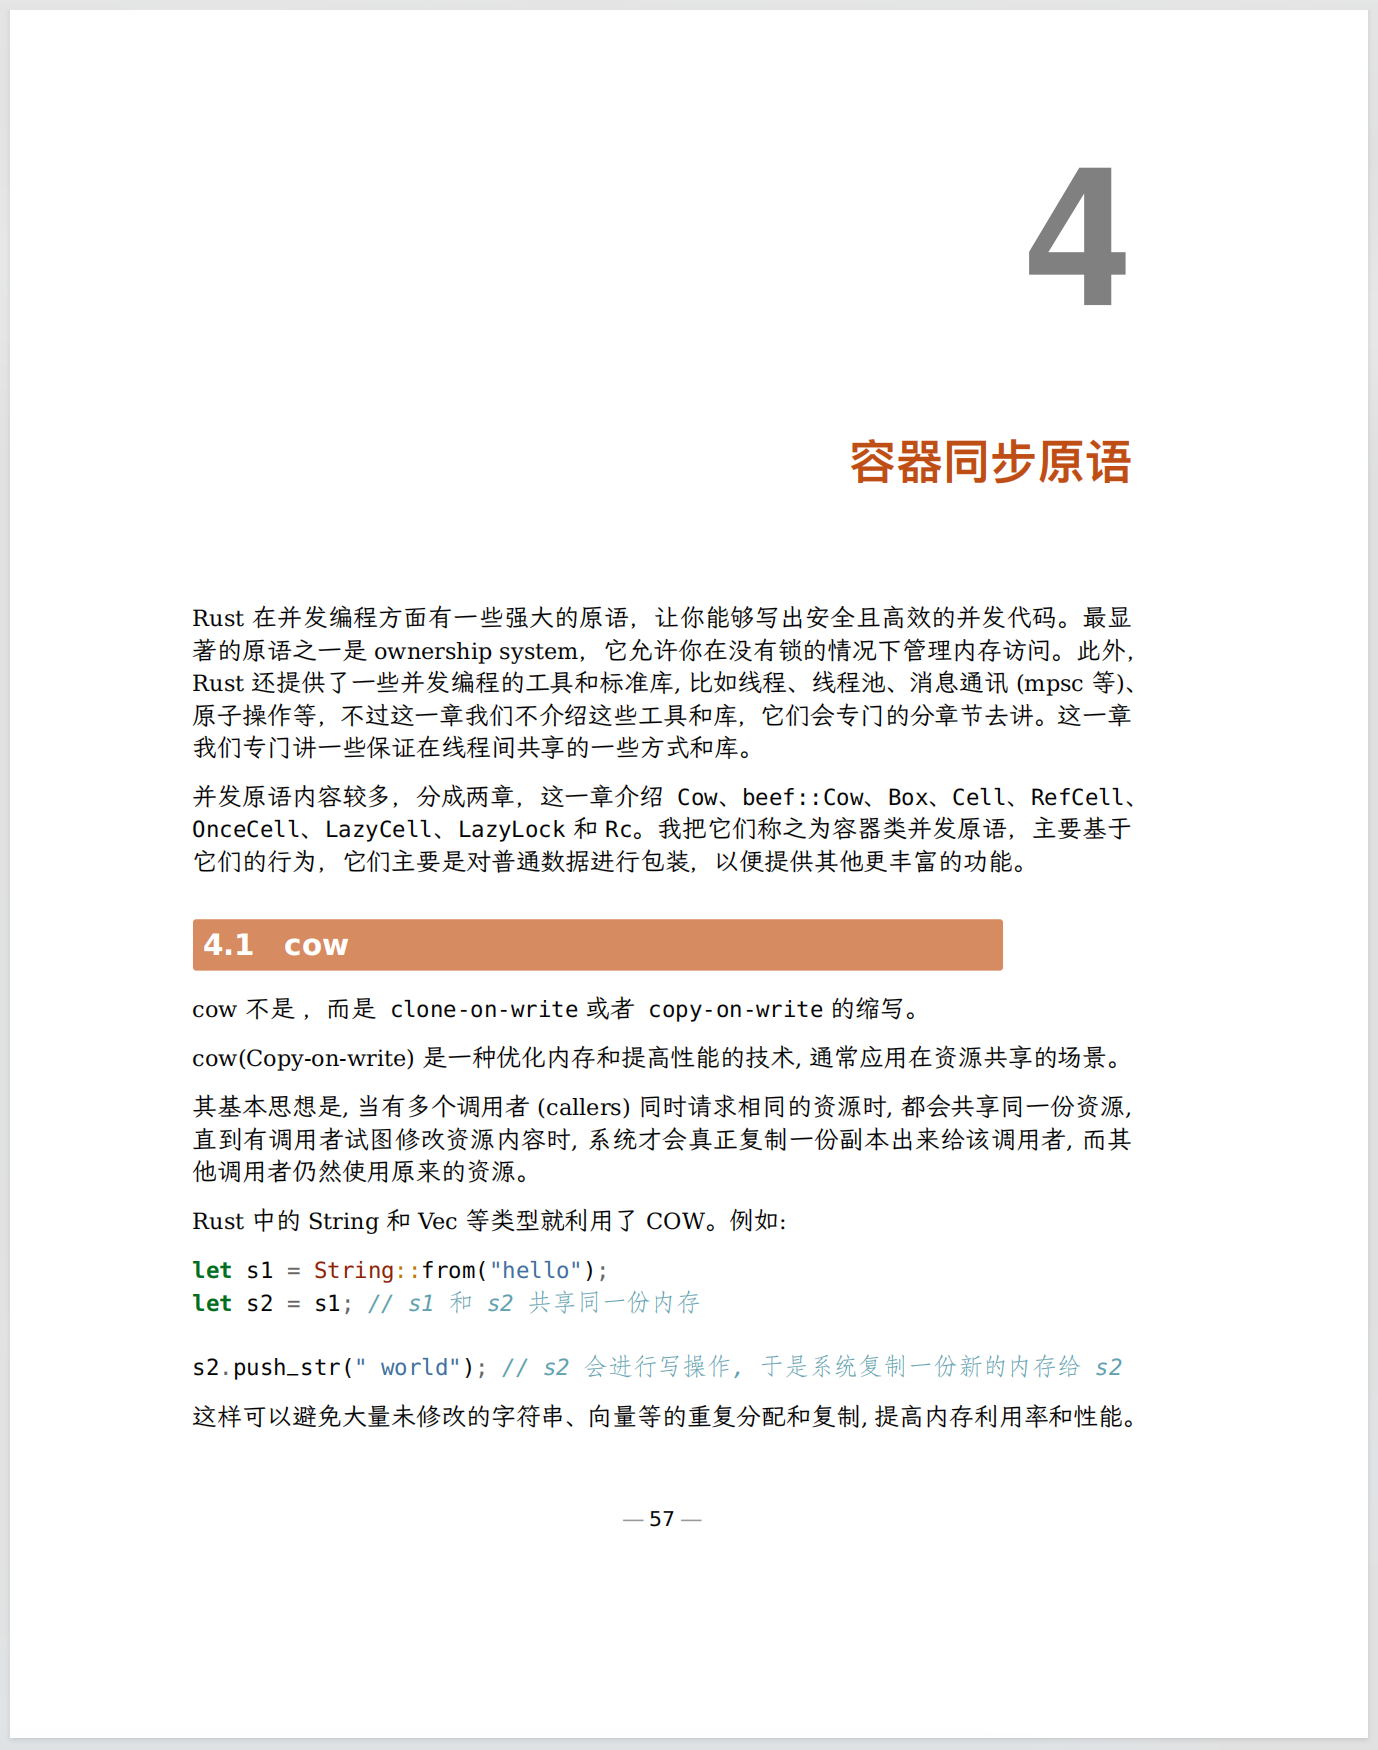 4
容器同步原语
Rust 在并发编程方面有一些强大的原语，让你能够写出安全且高效的并发代码。最显
著的原语之一是 ownership system，它允许你在没有锁的情况下管理内存访问。此外，
Rust 还提供了一些并发编程的工具和标准库, 比如线程、线程池、消息通讯 (mpsc 等)、
原子操作等，不过这一章我们不介绍这些工具和库，它们会专门的分章节去讲。这一章
我们专门讲一些保证在线程间共享的一些方式和库。
并发原语内容较多，分成两章，这一章介绍 Cow、beef::Cow、Box、Cell、RefCell、
OnceCell、LazyCell、LazyLock 和 Rc。我把它们称之为容器类并发原语，主要基于
它们的行为，它们主要是对普通数据进行包装，以便提供其他更丰富的功能。
4.1 cow
cow 不是 ，而是 clone-on-write 或者 copy-on-write 的缩写。
cow(Copy-on-write) 是一种优化内存和提高性能的技术, 通常应用在资源共享的场景。
其基本思想是, 当有多个调用者 (callers) 同时请求相同的资源时, 都会共享同一份资源,
直到有调用者试图修改资源内容时, 系统才会真正复制一份副本出来给该调用者, 而其
他调用者仍然使用原来的资源。
Rust 中的 String 和 Vec 等类型就利用了 COW。例如:
let s1 = String::from("hello");
let s2 = s1; // s1 和 s2 共享同一份内存
s2.push_str(" world"); // s2 会进行写操作, 于是系统复制一份新的内存给 s2
这样可以避免大量未修改的字符串、向量等的重复分配和复制, 提高内存利用率和性能。
— 57 —